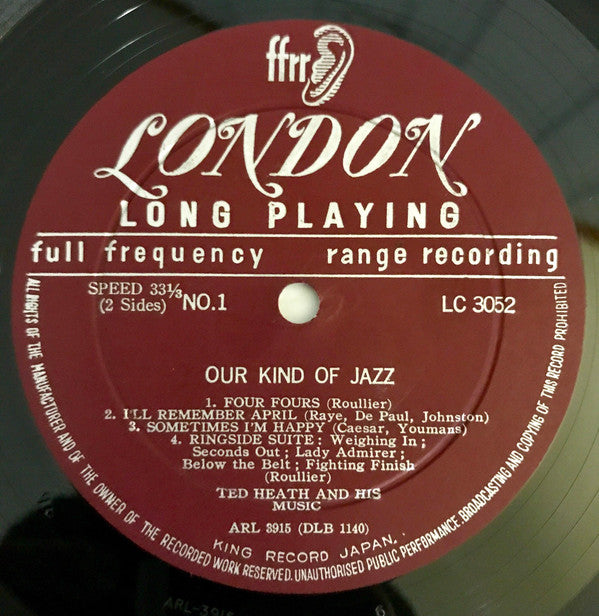 ffrr
LONDON
LONG PLAYING
full frequency range recording
SPEED 33⅓
(2 Sides) NO.1
LC 3052
OUR KIND OF JAZZ
1. FOUR FOURS (Roullier)
2. I'LL REMEMBER APRIL (Raye, De Paul, Johnston)
3. SOMETIMES I'M HAPPY (Caesar, Youmans)
4. RINGSIDE SUITE : Weighing In ;
Seconds Out ; Lady Admirer ;
Below the Belt ; Fighting Finish
(Roullier)
TED HEATH AND HIS
MUSIC
ARL 3915 (DLB 1140)
KING RECORD JAPAN.
ALL RIGHTS OF THE MANUFACTURER AND OF THE OWNER OF THE RECORDED WORK RESERVED. UNAUTHORISED PUBLIC PERFORMANCE. BROADCASTING AND COPYING OF THIS RECORD PROHIBITED
ARL-3915
6